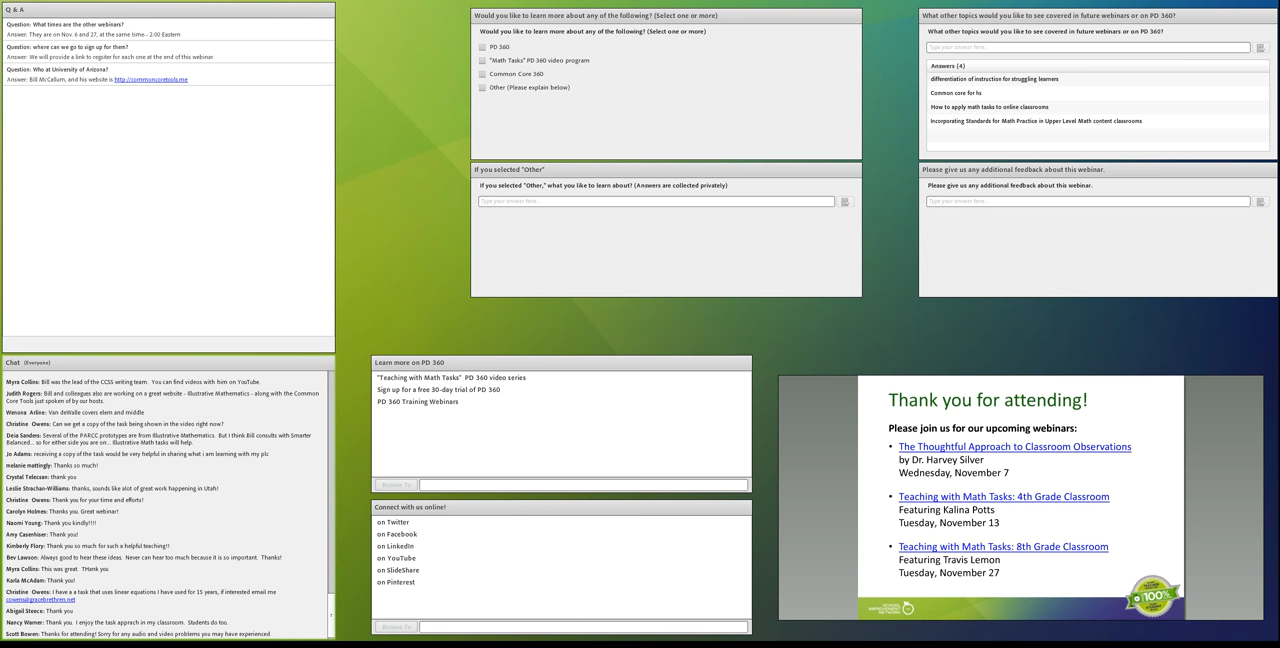 Q & A
Question: What times are the other webinars?
Answer: They are on Nov. 6 and 27, at the same time-- 2:00 Eastern
Question: where can we go to sign up for them?
Answer: We will provide a link to regsiter for each one at the end of this webinar.
Question: Who at University of Arizona?
Answer: Bill McCallum, and his website is http://commoncoretools.me
Would you like to learn more about any of the following? (Select one or more)
Would you like to learn more about any of the following? (Select one or more)
PD 360
"Math Tasks" PD 360 video program
Common Core 360
Other (Please explain below)
If you selected "Other"
If you selected "Other," what you like to learn about? (Answers are collected privately)
Type your answer here..
What other topics would you like to see covered in future webinars or on PD 360?
What other topics would you like to see covered in future webinars or on PD 360?
Type your answer here..
Answers (4)
differentiation of instruction for struggling learners
Common core for hs
How to apply math tasks to online classrooms
Incorporating Standards for Math Practice in Upper Level Math content classrooms
Please give us any additional feedback about this webinar.
Please give us any additional feedback about this webinar.
Type your answer here..
Chat (Everyone)
Myra Collins: Bill was the lead of the CCSS writing team. You can find videos with him on YouTube.
Judith Rogers: Bill and colleagues also are working on a great website - Illustrative Mathematics - along with the Common
Core Tools just spoken of by our hosts.
Wenona Arline: Van deWalle covers elem and middle
Christine Owens: Can we get a copy of the task being shown in the video right now?
Deia Sanders: Several of the PARCC prototypes are from Illustrative Mathematics. But I think Bill consults with Smarter
Balanced... so for either side you are on... Illustrative Math tasks will help.
Jo Adams: receiving a copy of the task would be very helpful in sharing what i am learning with my plc
melanie mattingly: Thanks so much!
Crystal Telecsan: thank you
Leslie Strachan-Williams: thanks, sounds like alot of great work happening in Utah!
Christine Owens: Thank you for your time and efforts!
Carolyn Holmes: Thank you. Great webinar!
Naomi Young: Thank you kindly!!!!
Amy Casenhiser: Thank you!
Kimberly Flory: Thank you so much for such a helpful teaching!!
Bev Lawson: Always good to hear these ideas. Never can hear too much because it is so important. Thanks!
Myra Collins: This was great. THank you
Karla McAdam: Thank you!
Christine Owens: I have a a task that uses linear equations I have used for 15 years, if interested email me
cowens@gracebrethren.net
Abigail Steece: Thank you
Nancy Warner: Thank you. I enjoy the task apprach in my classroom. Students do too.
Scott Bowen: Thanks for attending! Sorry for any audio and video problems you may have experienced.
Learn more on PD 360
"Teaching with Math Tasks" PD 360 video series
Sign up for a free 30-day trial of PD 360
PD 360 Training Webinars
Browse To
Connect with us online!
on Twitter
on Facebook
on LinkedIn
on YouTube
on SlideShare
on Pinterest
Browse To
Thank you for attending!
Please join us for our upcoming webinars:
• The Thoughtful Approach to Classroom Observations
by Dr. Harvey Silver
Wednesday, November 7
• Teaching with Math Tasks: 4th Grade Classroom
Featuring Kalina Potts
Tuesday, November 13
• Teaching with Math Tasks: 8th Grade Classroom
Featuring Travis Lemon
Tuesday, November 27
SCHOOL
IMPROVEMENT
NETWORK
100%